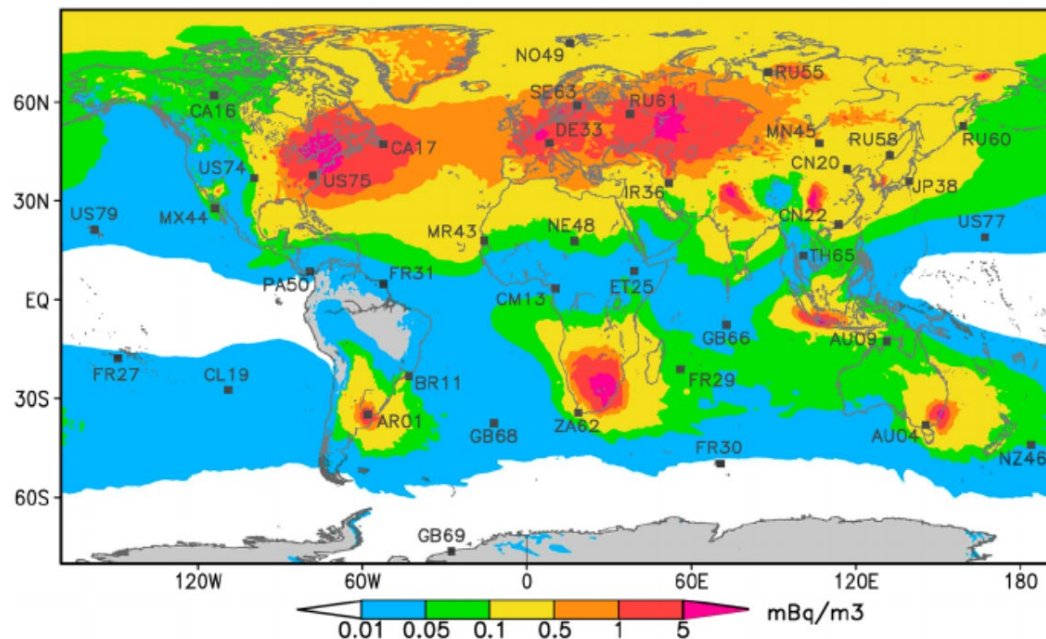 NO49
RU55
60N
CA16
SE63
RU61
DE33
MN45
RU58
RU60
CA17
US74
US75
CN20
30N
IR36
JP38
US79
MX44
MR43
NE48
CN22
US77
TH65
PA50
FR31
EQ
CM13
ET25
GB66
AU09
FR27
CL19
BR11
FR29
30S
AR01
GB68
ZA62
AU04
FR30
NZ46
60S
GB69
120W
60W
0
60E
120E
180
0.01
0.05
0.1
0.5
1
5
mBq/m3